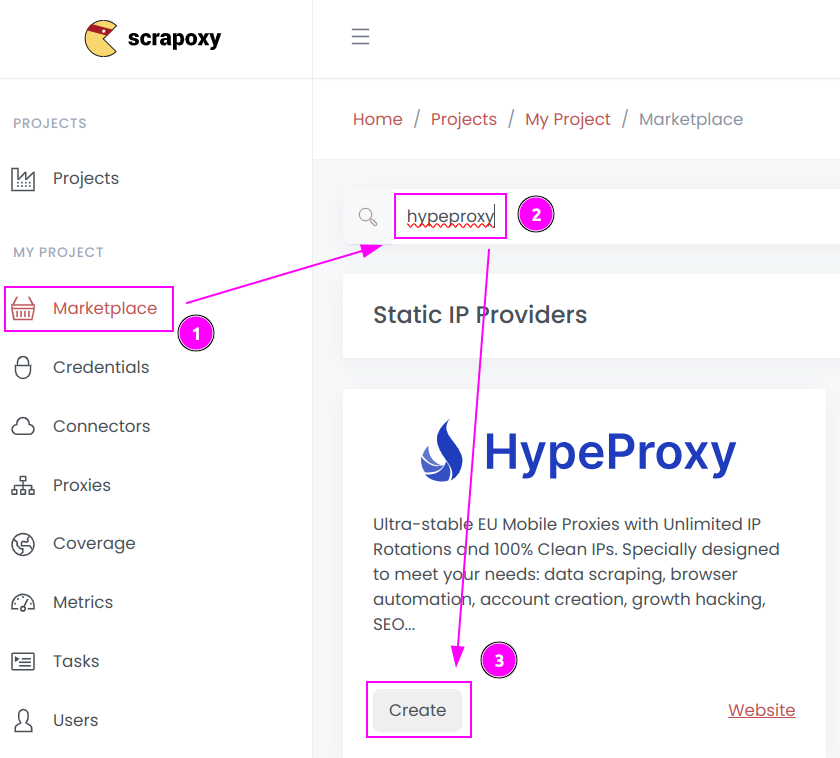 scrapoxy
PROJECTS
Projects
MY PROJECT
Marketplace
1
Credentials
Connectors
Proxies
Coverage
Metrics
Tasks
Users
Home / Projects / My Project / Marketplace
hypeproxy
2
Static IP Providers
HypeProxy
Ultra-stable EU Mobile Proxies with Unlimited IP
Rotations and 100% Clean IPs. Specially designed
to meet your needs: data scraping, browser
automation, account creation, growth hacking,
SEO...
3
Create
Website